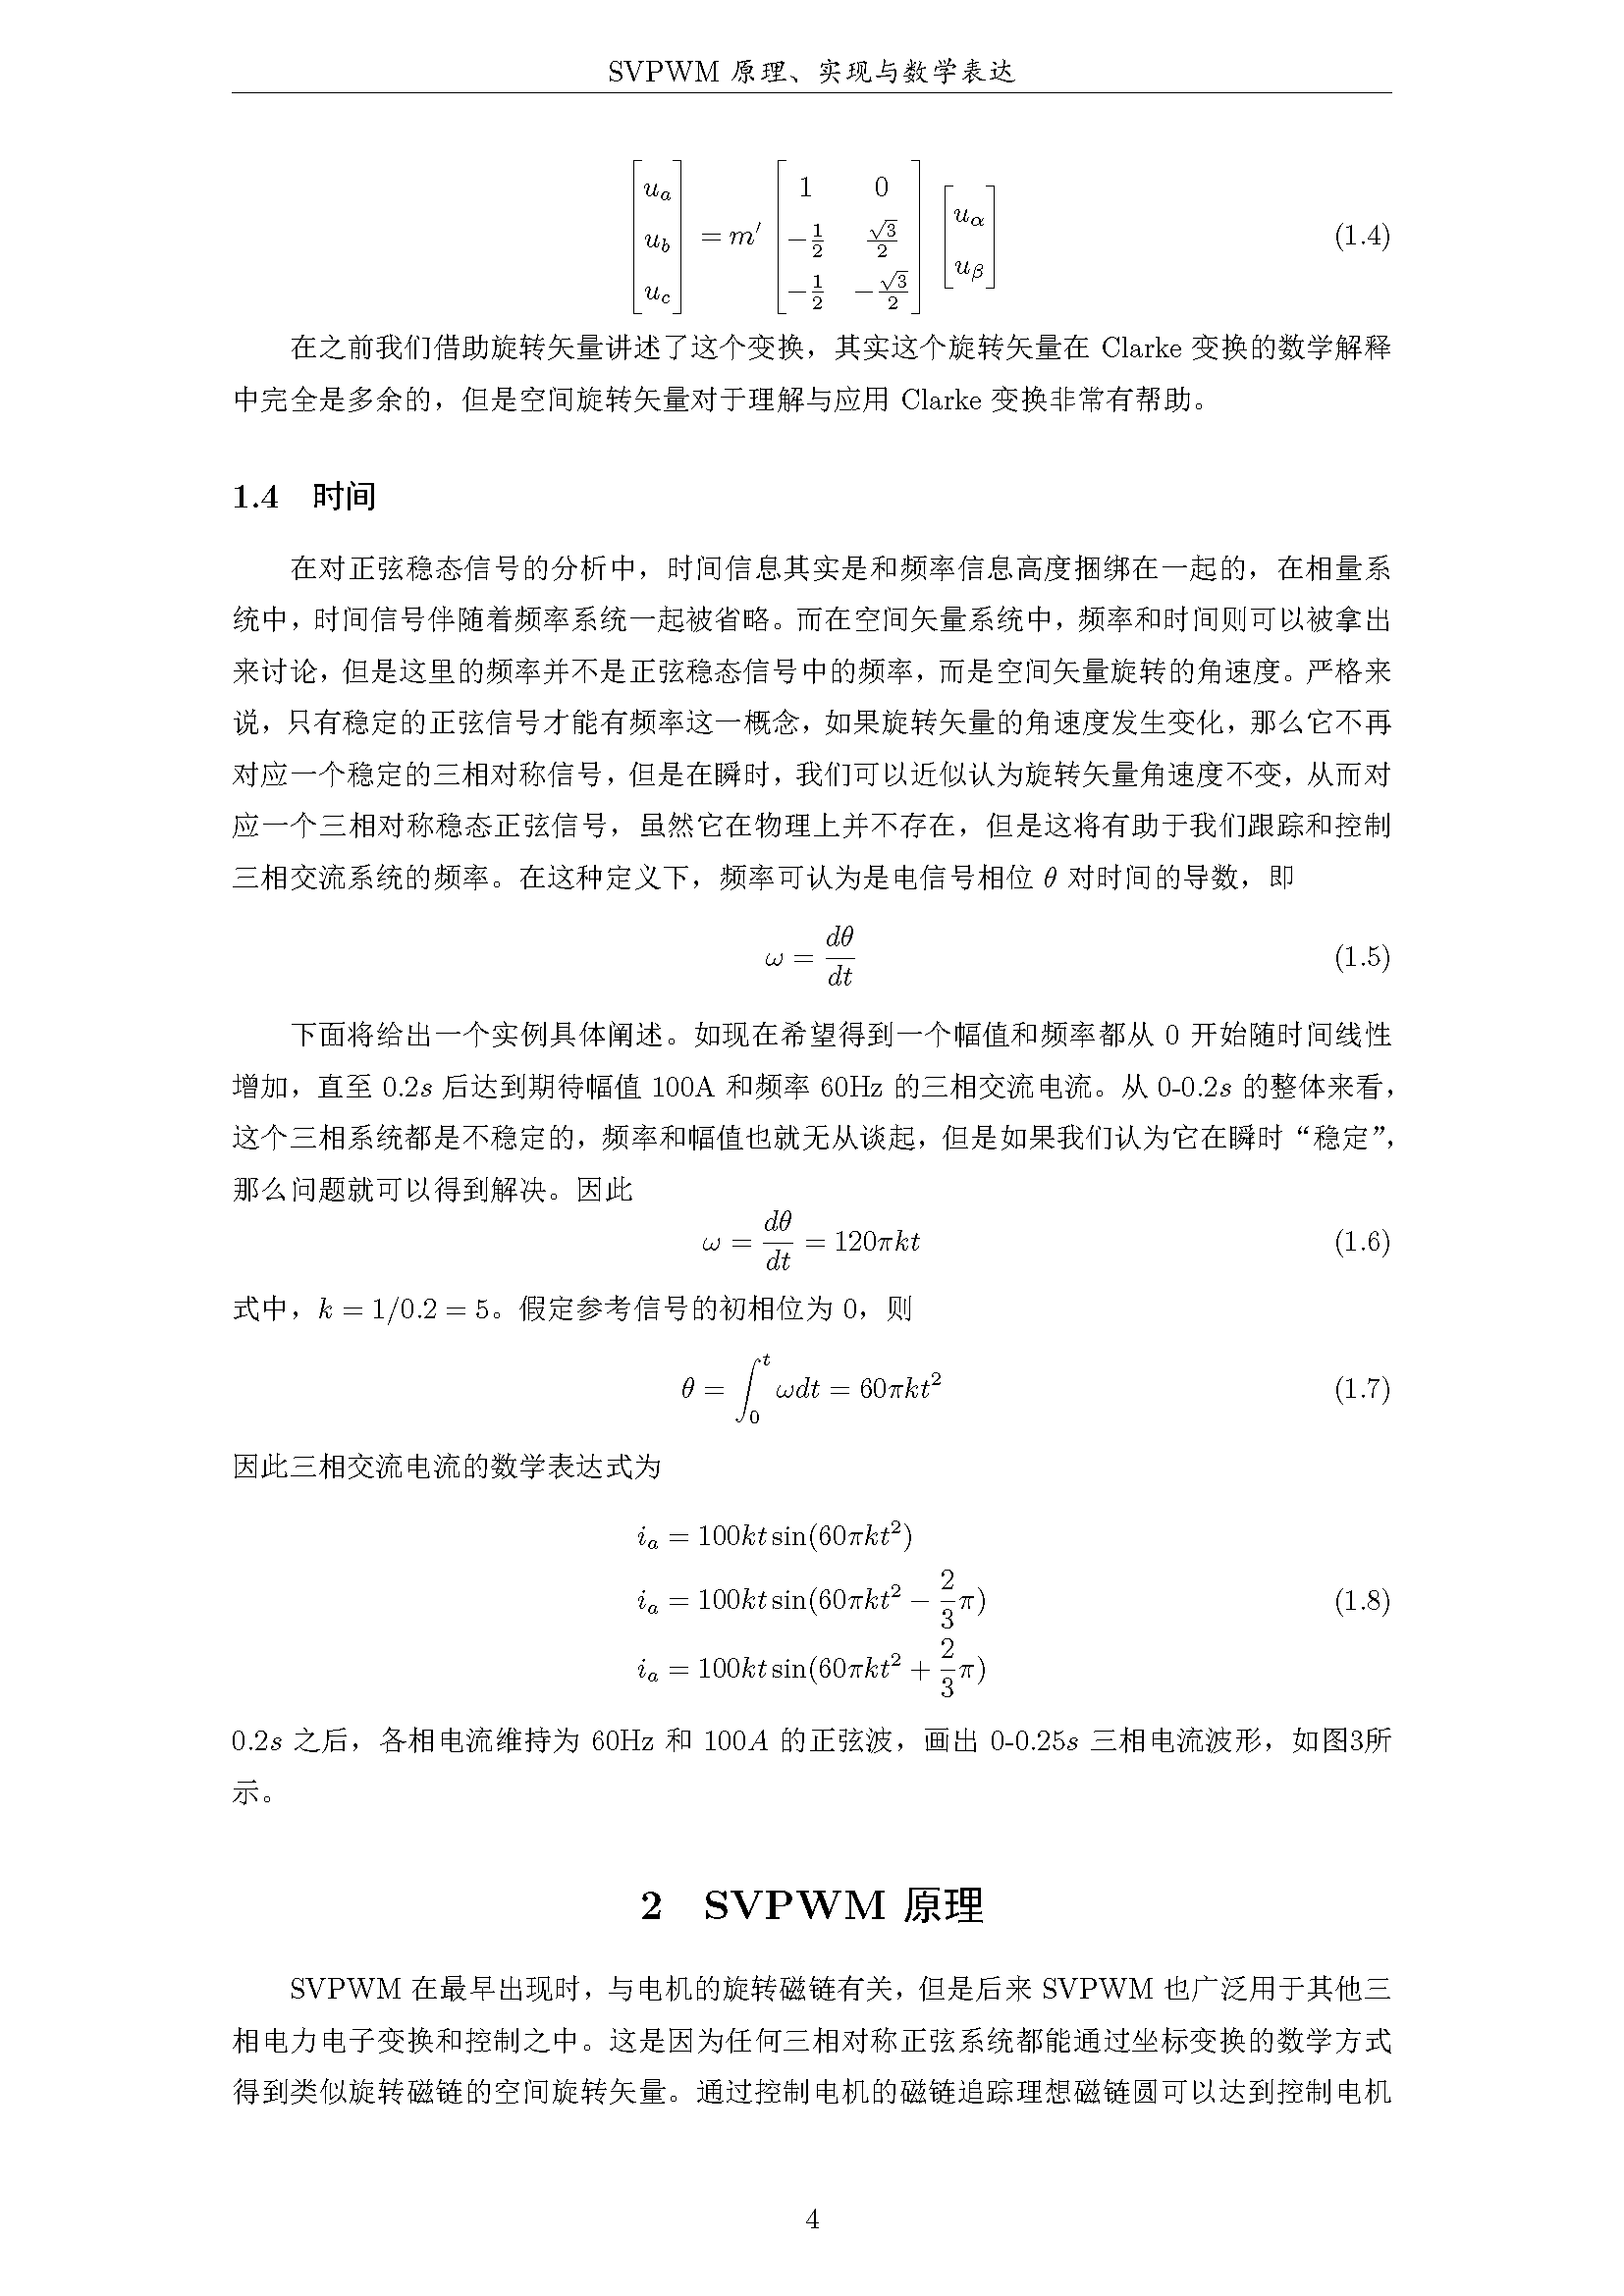 SVPWM 原理、实现与数学表达
$$\begin{bmatrix} u_a \\ u_b \\ u_c \end{bmatrix} = m' \begin{bmatrix} 1 & 0 \\ -\frac{1}{2} & \frac{\sqrt{3}}{2} \\ -\frac{1}{2} & -\frac{\sqrt{3}}{2} \end{bmatrix} \begin{bmatrix} u_\alpha \\ u_\beta \end{bmatrix} \quad (1.4)$$
在之前我们借助旋转矢量讲述了这个变换，其实这个旋转矢量在 Clarke 变换的数学解释
中完全是多余的，但是空间旋转矢量对于理解与应用 Clarke 变换非常有帮助。
1.4 时间
在对正弦稳态信号的分析中，时间信息其实是和频率信息高度捆绑在一起的，在相量系
统中，时间信号伴随着频率系统一起被省略。而在空间矢量系统中，频率和时间则可以被拿出
来讨论，但是这里的频率并不是正弦稳态信号中的频率，而是空间矢量旋转的角速度。严格来
说，只有稳定的正弦信号才能有频率这一概念，如果旋转矢量的角速度发生变化，那么它不再
对应一个稳定的三相对称信号，但是在瞬时，我们可以近似认为旋转矢量角速度不变，从而对
应一个三相对称稳态正弦信号，虽然它在物理上并不存在，但是这将有助于我们跟踪和控制
三相交流系统的频率。在这种定义下，频率可认为是电信号相位 θ 对时间的导数，即
$$\omega = \frac{d\theta}{dt} \quad (1.5)$$
下面将给出一个实例具体阐述。如现在希望得到一个幅值和频率都从 0 开始随时间线性
增加，直至 0.2s 后达到期待幅值 100A 和频率 60Hz 的三相交流电流。从 0-0.2s 的整体来看，
这个三相系统都是不稳定的，频率和幅值也就无从谈起，但是如果我们认为它在瞬时“稳定”，
那么问题就可以得到解决。因此
$$\omega = \frac{d\theta}{dt} = 120\pi kt \quad (1.6)$$
式中，k = 1/0.2 = 5。假定参考信号的初相位为 0，则
$$\theta = \int_0^t \omega dt = 60\pi kt^2 \quad (1.7)$$
因此三相交流电流的数学表达式为
$$i_a = 100kt\sin(60\pi kt^2)$$
$$i_a = 100kt\sin(60\pi kt^2 - \frac{2}{3}\pi) \quad (1.8)$$
$$i_a = 100kt\sin(60\pi kt^2 + \frac{2}{3}\pi)$$
0.2s 之后，各相电流维持为 60Hz 和 100A 的正弦波，画出 0-0.25s 三相电流波形，如图3所
示。
2 SVPWM 原理
SVPWM 在最早出现时，与电机的旋转磁链有关，但是后来 SVPWM 也广泛用于其他三
相电力电子变换和控制之中。这是因为任何三相对称正弦系统都能通过坐标变换的数学方式
得到类似旋转磁链的空间旋转矢量。通过控制电机的磁链追踪理想磁链圆可以达到控制电机
4